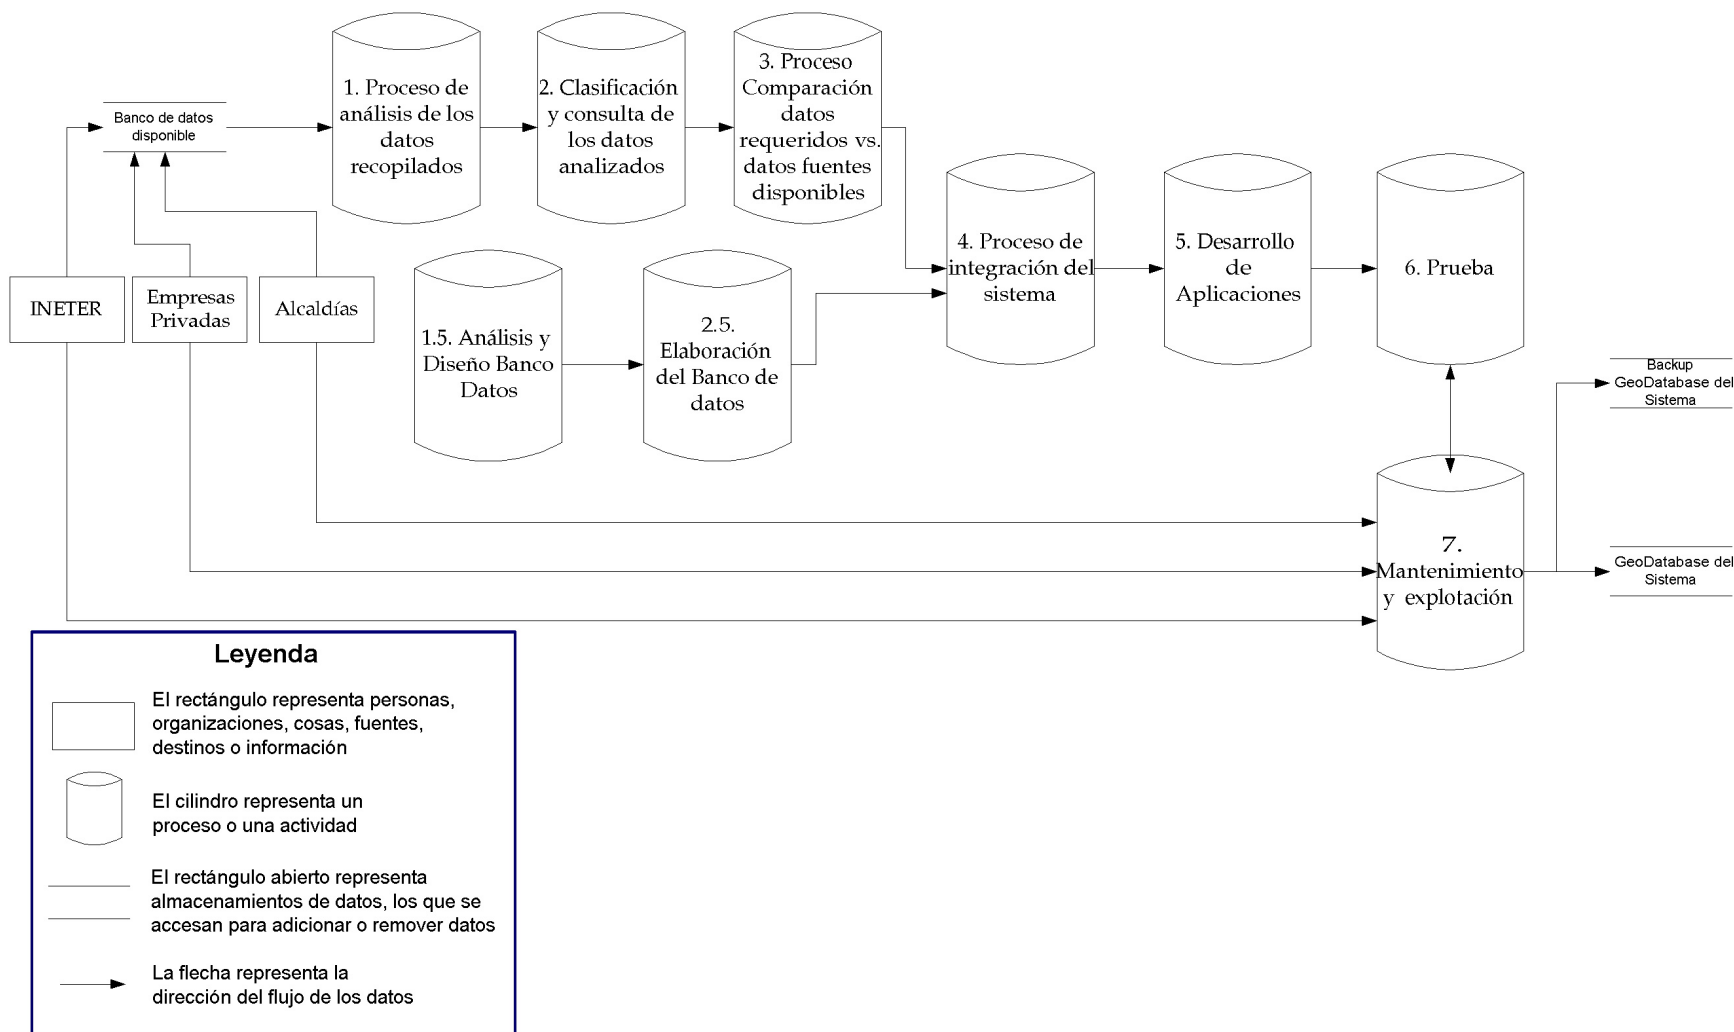 1. Proceso de
análisis de los
datos
recopilados
2. Clasificación
y consulta de
los datos
analizados
3. Proceso
Comparación
datos
requeridos vs.
datos fuentes
disponibles
Banco de datos
disponible
4. Proceso de
integración del
sistema
5. Desarrollo
de
Aplicaciones
6. Prueba
INETER
Empresas
Privadas
Alcaldías
1.5. Análisis y
Diseño Banco
Datos
2.5.
Elaboración
del Banco de
datos
Backup
GeoDatabase del
Sistema
7.
Mantenimiento
y explotación
GeoDatabase del
Sistema
Leyenda
El rectángulo representa personas,
organizaciones, cosas, fuentes,
destinos o información
El cilindro representa un
proceso o una actividad
El rectángulo abierto representa
almacenamientos de datos, los que se
accesan para adicionar o remover datos
La flecha representa la
dirección del flujo de los datos